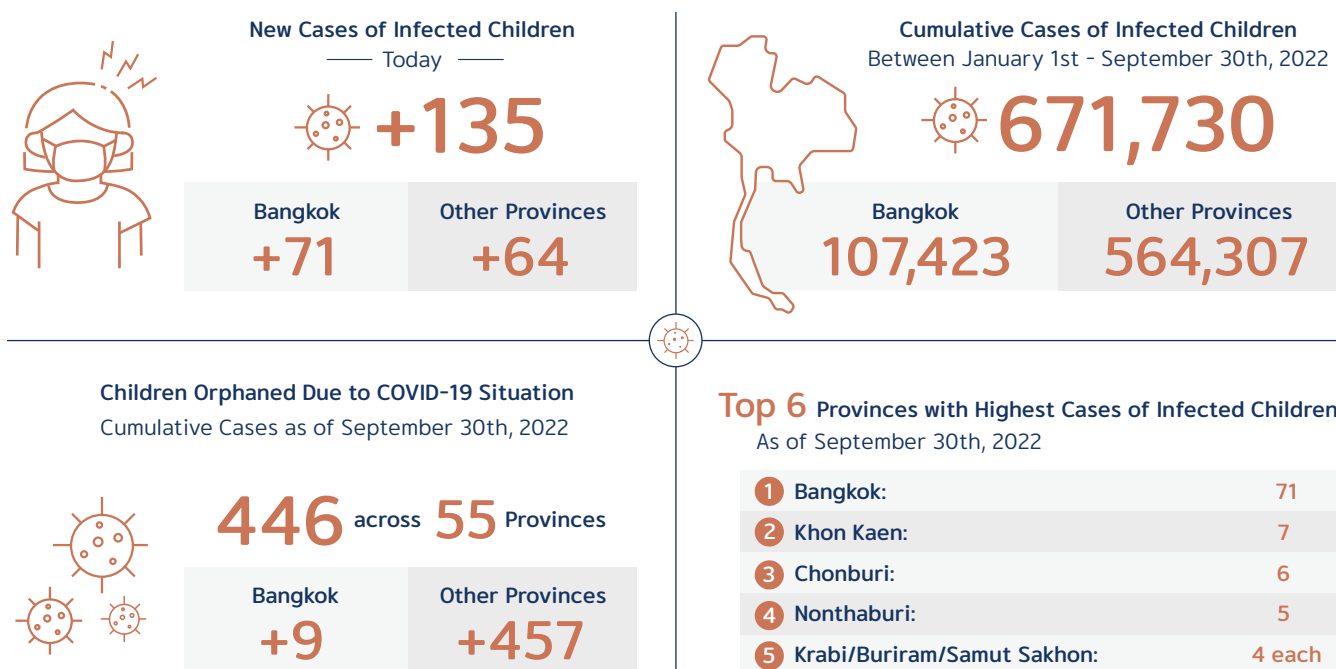 New Cases of Infected Children
Today
+135
Bangkok
+71
Other Provinces
+64
Cumulative Cases of Infected Children
Between January 1st - September 30th, 2022
671,730
Bangkok
107,423
Other Provinces
564,307
Children Orphaned Due to COVID-19 Situation
Cumulative Cases as of September 30th, 2022
446 across 55 Provinces
Bangkok
+9
Other Provinces
+457
Top 6 Provinces with Highest Cases of Infected Children
As of September 30th, 2022
1 Bangkok: 71
2 Khon Kaen: 7
3 Chonburi: 6
4 Nonthaburi: 5
5 Krabi/Buriram/Samut Sakhon: 4 each